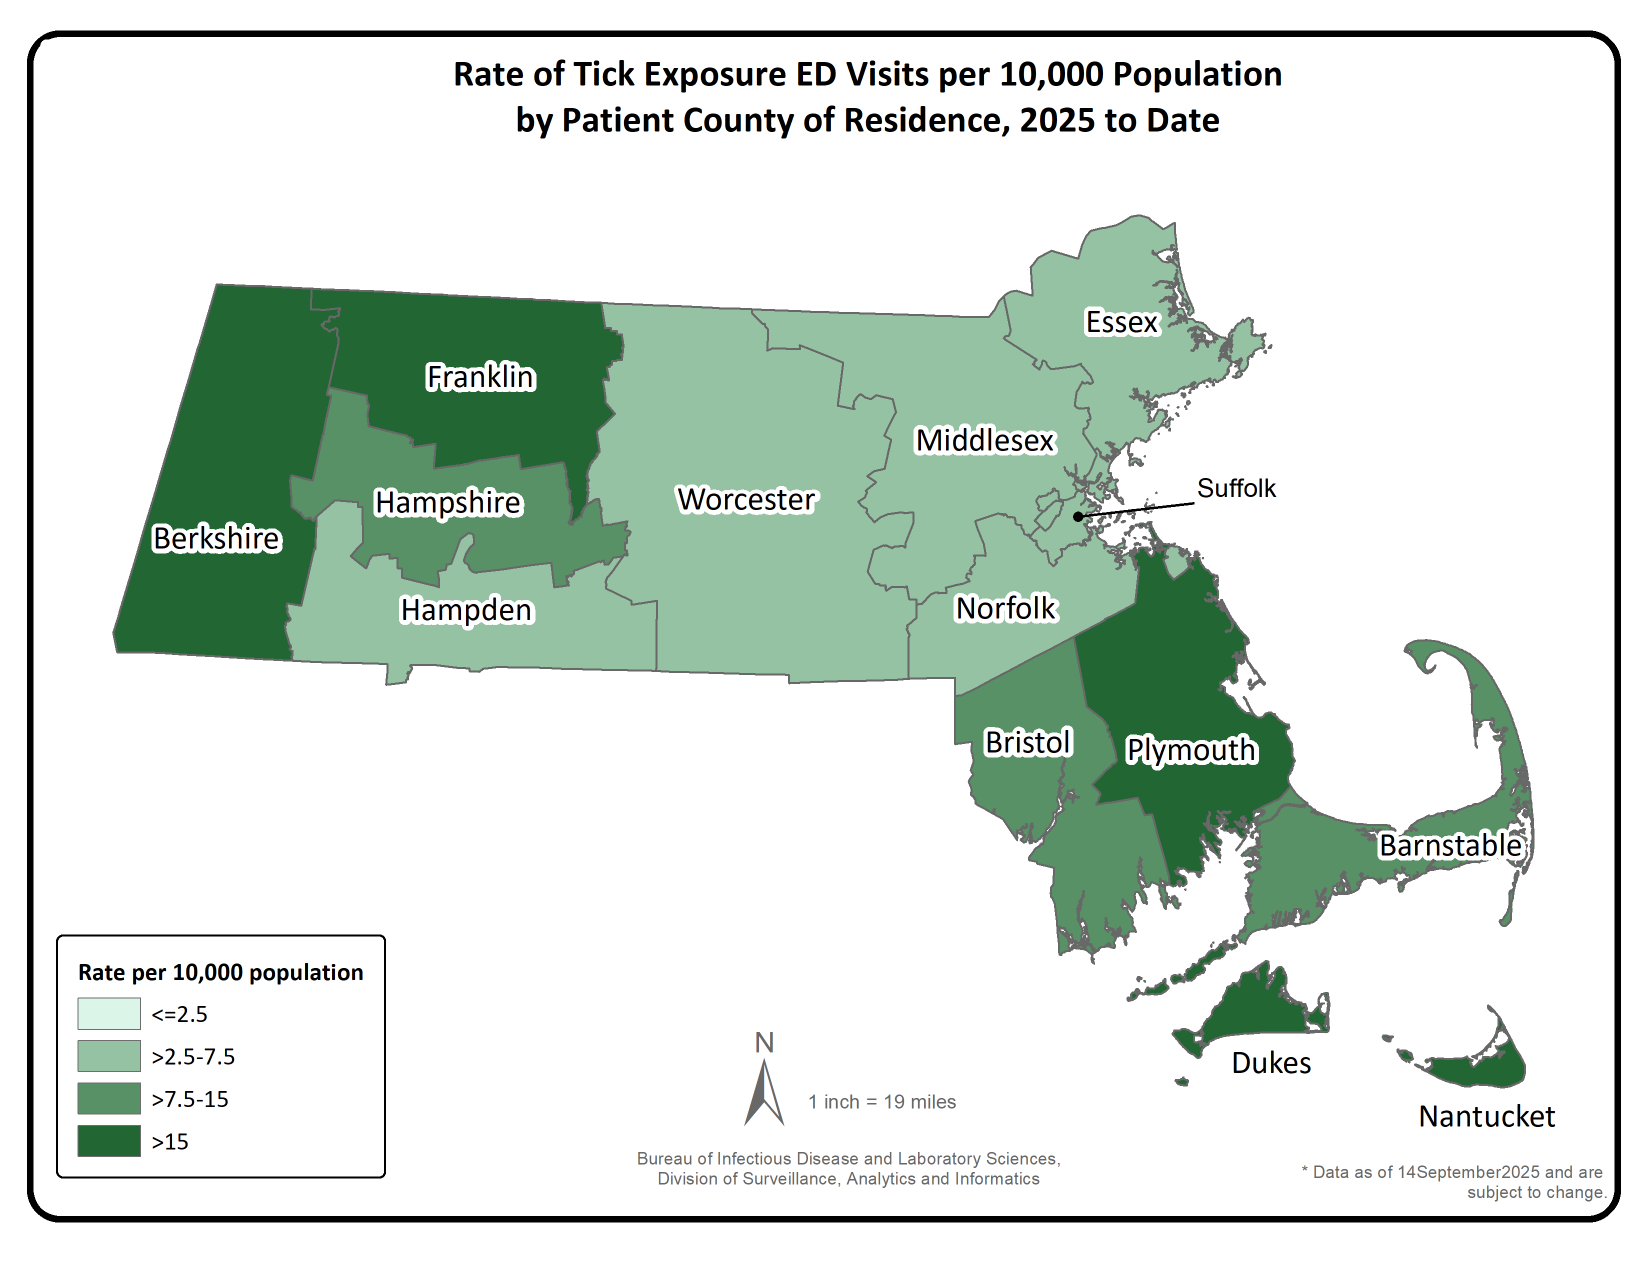 Rate of Tick Exposure ED Visits per 10,000 Population
by Patient County of Residence, 2025 to Date
Essex
Franklin
Middlesex
Suffolk
Hampshire
Worcester
Berkshire
Hampden
Norfolk
Bristol
Plymouth
Barnstable
Rate per 10,000 population
<=2.5
>2.5-7.5
>7.5-15
>15
N
1 inch = 19 miles
Dukes
Nantucket
Bureau of Infectious Disease and Laboratory Sciences,
Division of Surveillance, Analytics and Informatics
* Data as of 14September2025 and are
subject to change.